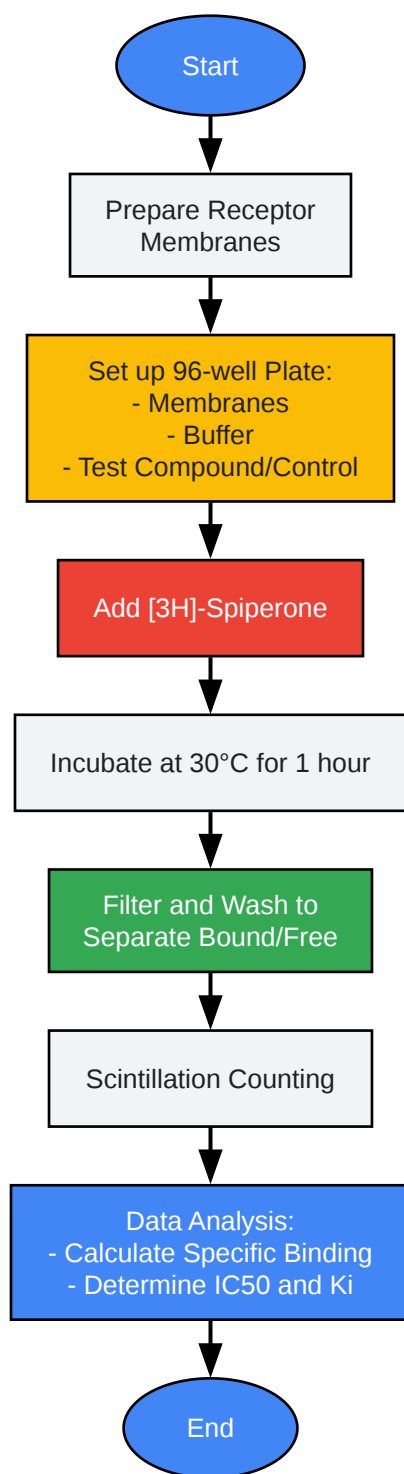 Start
Prepare Receptor
Membranes
Set up 96-well Plate:
- Membranes
- Buffer
- Test Compound/Control
Add [3H]-Spiperone
Incubate at 30°C for 1 hour
Filter and Wash to
Separate Bound/Free
Scintillation Counting
Data Analysis:
- Calculate Specific Binding
- Determine IC50 and Ki
End